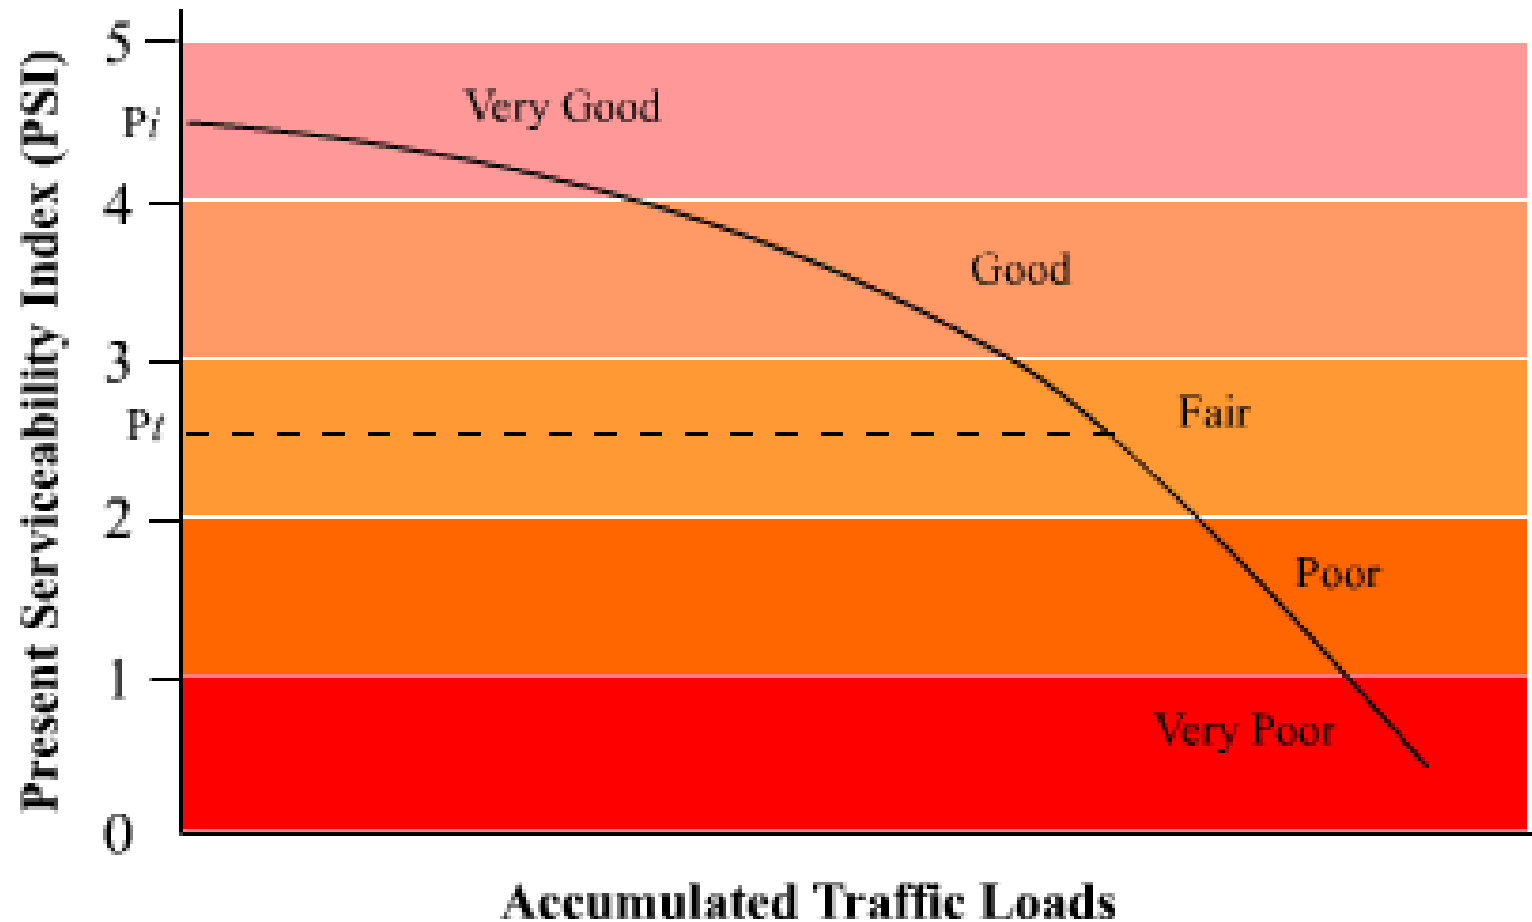 Present Serviceability Index (PSI)
5
Pi
Very Good
4
Good
3
Pt
Fair
2
Poor
1
Very Poor
0
Accumulated Traffic Loads